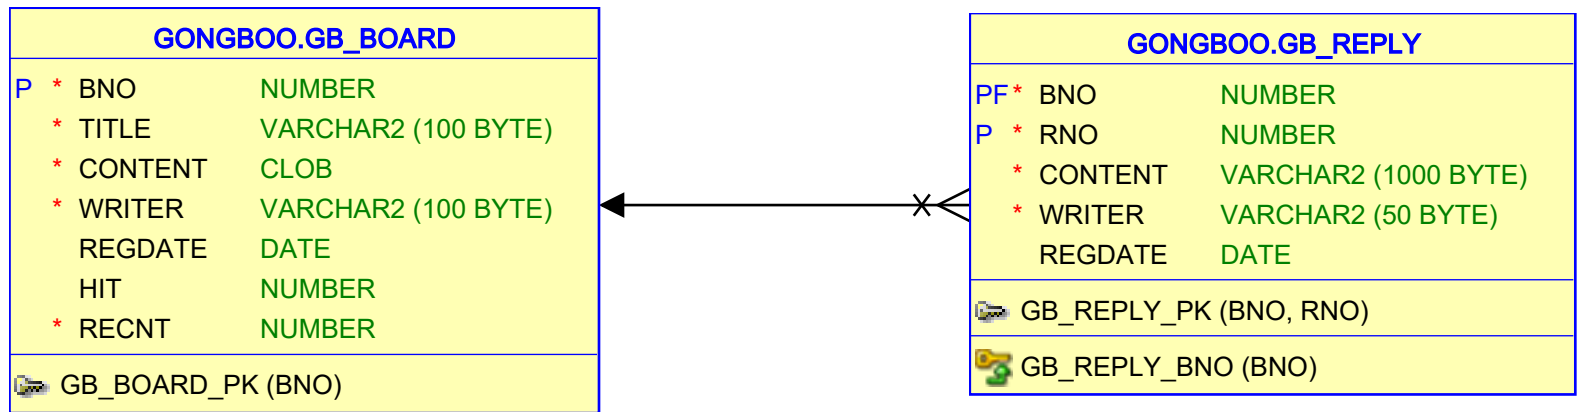 GONGBOO.GB_BOARD
P * BNO NUMBER
* TITLE VARCHAR2 (100 BYTE)
* CONTENT CLOB
* WRITER VARCHAR2 (100 BYTE)
REGDATE DATE
HIT NUMBER
* RECNT NUMBER
GB_BOARD_PK (BNO)
GONGBOO.GB_REPLY
PF * BNO NUMBER
P * RNO NUMBER
* CONTENT VARCHAR2 (1000 BYTE)
* WRITER VARCHAR2 (50 BYTE)
REGDATE DATE
GB_REPLY_PK (BNO, RNO)
GB_REPLY_BNO (BNO)